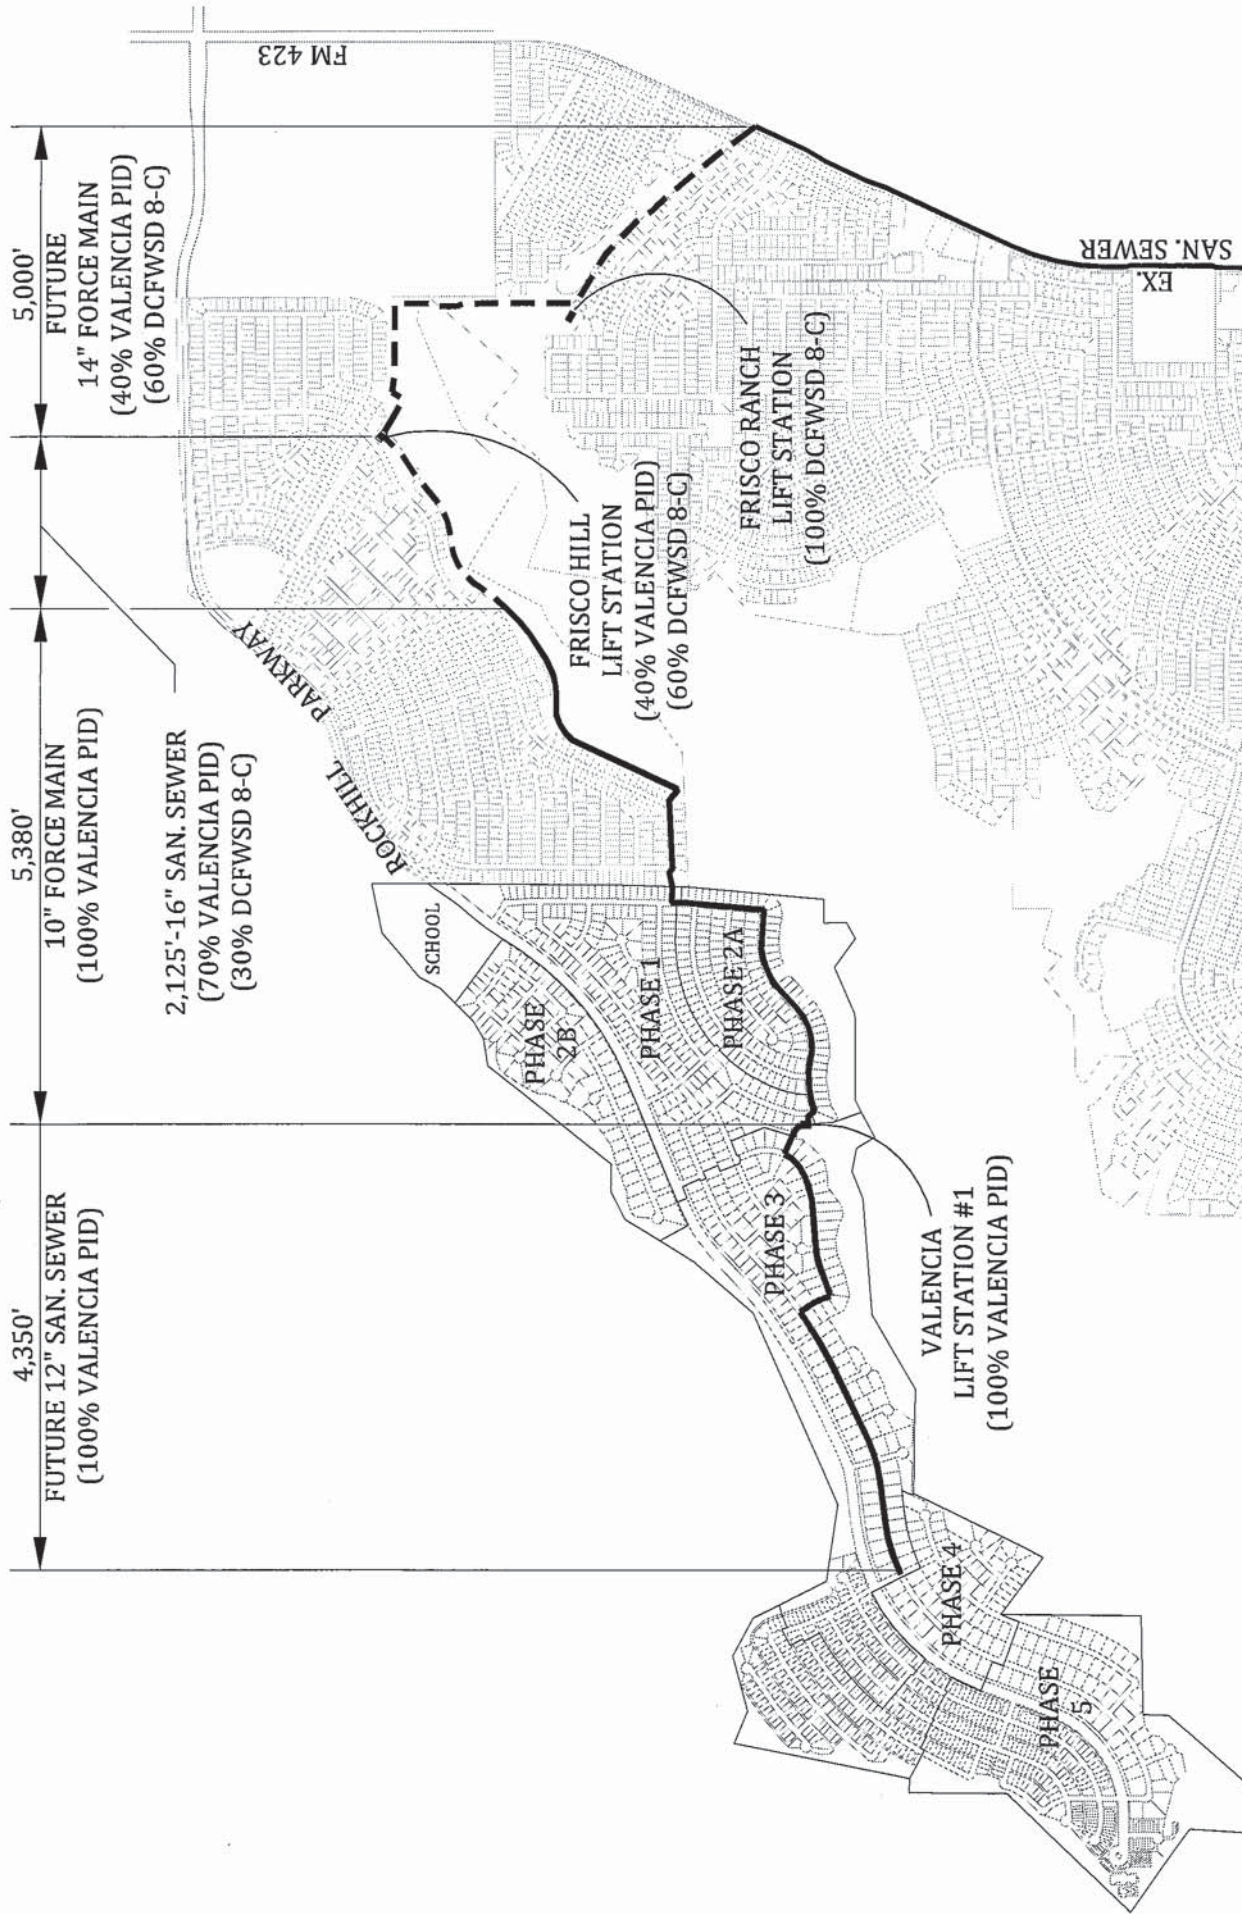 4,350'
FUTURE 12" SAN. SEWER
(100% VALENCIA PID)
5,380'
10" FORCE MAIN
(100% VALENCIA PID)
5,000'
FUTURE
14" FORCE MAIN
(40% VALENCIA PID)
(60% DCFWSD 8-C)
2,125'-16" SAN. SEWER
(70% VALENCIA PID)
(30% DCFWSD 8-C)
FM 423
ROCKHILL
PARKWAY
SCHOOL
PHASE
2B
PHASE 1
PHASE 2A
PHASE 3
PHASE 4
PHASE
5
FRISCO HILL
LIFT STATION
(40% VALENCIA PID)
(60% DCFWSD 8-C)
FRISCO RANCH
LIFT STATION
(100% DCFWSD 8-C)
VALENCIA
LIFT STATION #1
(100% VALENCIA PID)
EX.
SAN. SEWER